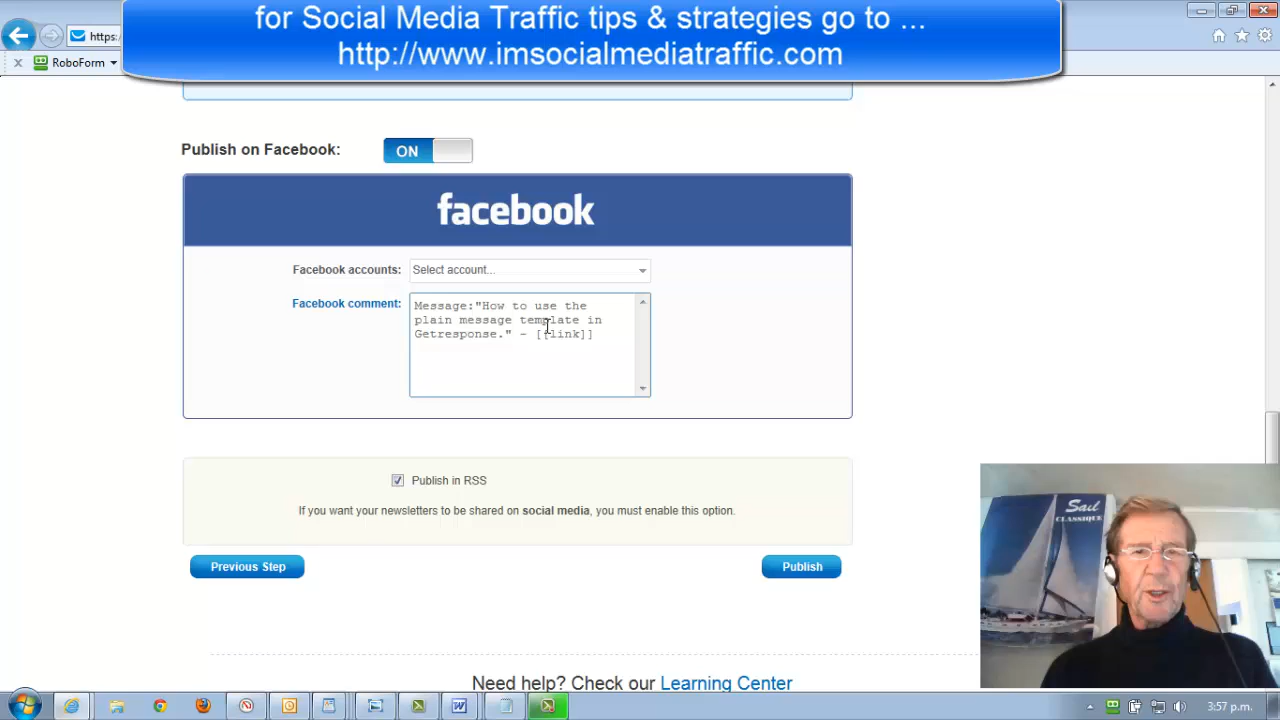 for Social Media Traffic tips & strategies go to ...
http://www.imsocialmediatraffic.com
https:
RoboForm
Publish on Facebook:
ON
facebook
Facebook accounts:
Select account...
Facebook comment:
Message:"How to use the
plain message template in
Getresponse." - [[link]]
Publish in RSS
If you want your newsletters to be shared on social media, you must enable this option.
Previous Step
Publish
Sail
CLASSIQUE
Need help? Check our Learning Center
3:57 p.m.